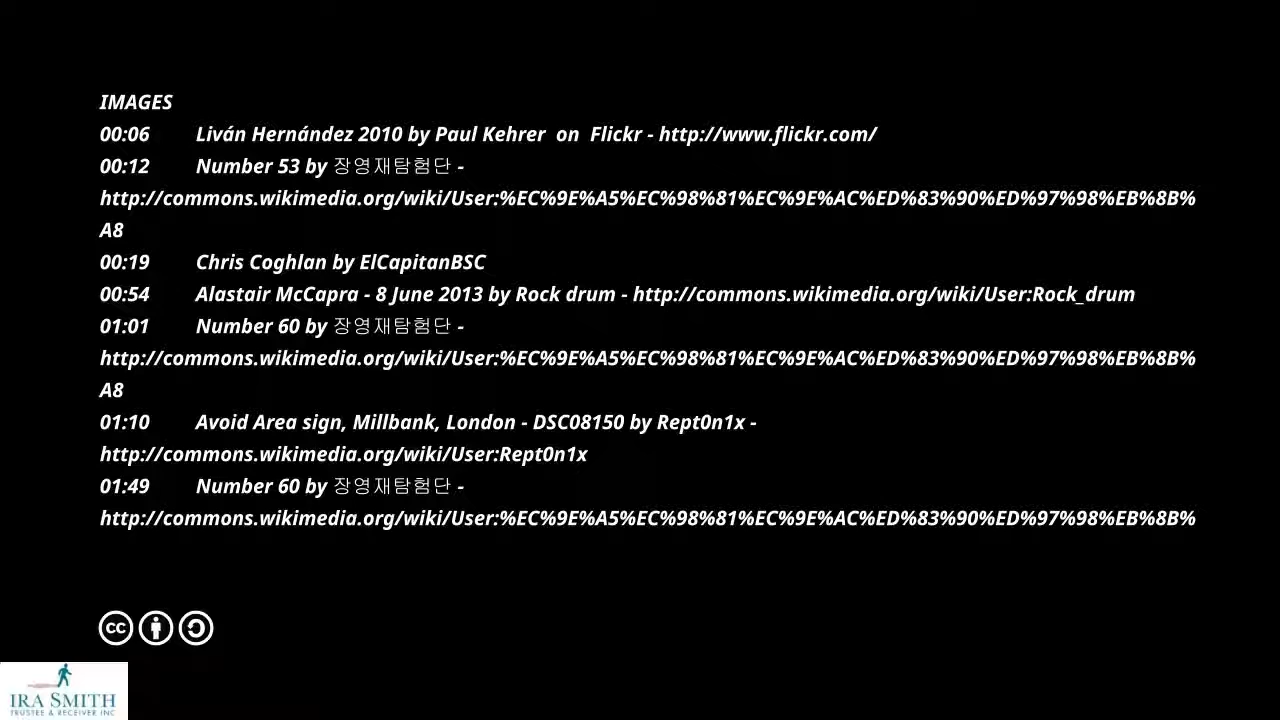 IMAGES
00:06 Liván Hernández 2010 by Paul Kehrer on Flickr - http://www.flickr.com/
00:12 Number 53 by 장영재탐험단 -
http://commons.wikimedia.org/wiki/User:%EC%9E%A5%EC%98%81%EC%9E%AC%ED%83%90%ED%97%98%EB%8B%
A8
00:19 Chris Coghlan by ElCapitanBSC
00:54 Alastair McCapra - 8 June 2013 by Rock drum - http://commons.wikimedia.org/wiki/User:Rock_drum
01:01 Number 60 by 장영재탐험단 -
http://commons.wikimedia.org/wiki/User:%EC%9E%A5%EC%98%81%EC%9E%AC%ED%83%90%ED%97%98%EB%8B%
A8
01:10 Avoid Area sign, Millbank, London - DSC08150 by Rept0n1x -
http://commons.wikimedia.org/wiki/User:Rept0n1x
01:49 Number 60 by 장영재탐험단 -
http://commons.wikimedia.org/wiki/User:%EC%9E%A5%EC%98%81%EC%9E%AC%ED%83%90%ED%97%98%EB%8B%
cc
IRA SMITH
TRUSTEE & RECEIVER INC